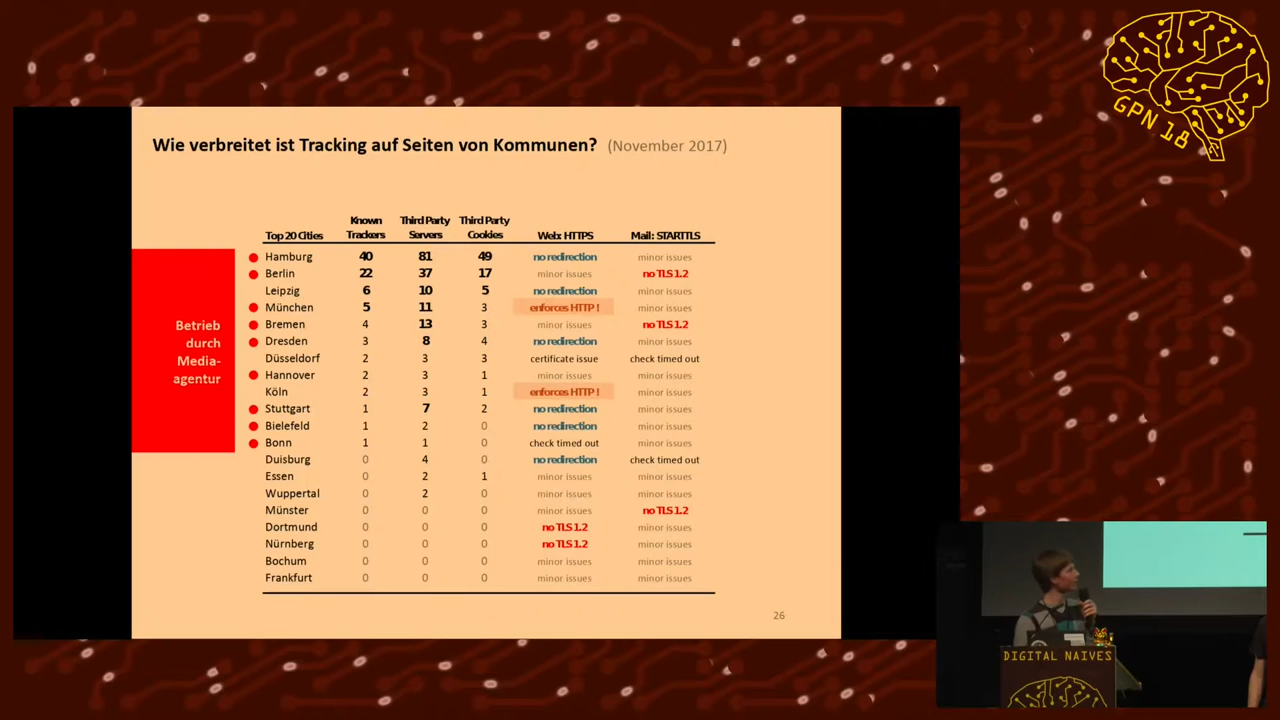 GPN 18
Wie verbreitet ist Tracking auf Seiten von Kommunen? (November 2017)
Top 20 Cities Known Trackers Third Party Servers Third Party Cookies Web: HTTPS Mail: STARTTLS
Hamburg 40 81 49 no redirection minor issues
Berlin 22 37 17 minor issues no TLS 1.2
Leipzig 6 10 5 no redirection minor issues
München 5 11 3 enforces HTTP ! minor issues
Bremen 4 13 3 minor issues no TLS 1.2
Dresden 3 8 4 no redirection minor issues
Düsseldorf 2 3 3 certificate issue check timed out
Hannover 2 3 1 minor issues minor issues
Köln 2 3 1 enforces HTTP ! minor issues
Stuttgart 1 7 2 no redirection minor issues
Bielefeld 1 2 0 no redirection minor issues
Bonn 1 1 0 check timed out minor issues
Duisburg 0 4 0 no redirection check timed out
Essen 0 2 1 minor issues minor issues
Wuppertal 0 2 0 minor issues minor issues
Münster 0 0 0 minor issues no TLS 1.2
Dortmund 0 0 0 no TLS 1.2 minor issues
Nürnberg 0 0 0 no TLS 1.2 minor issues
Bochum 0 0 0 minor issues minor issues
Frankfurt 0 0 0 minor issues minor issues
Betrieb
durch
Media-
agentur
26
DIGITAL NAIVES